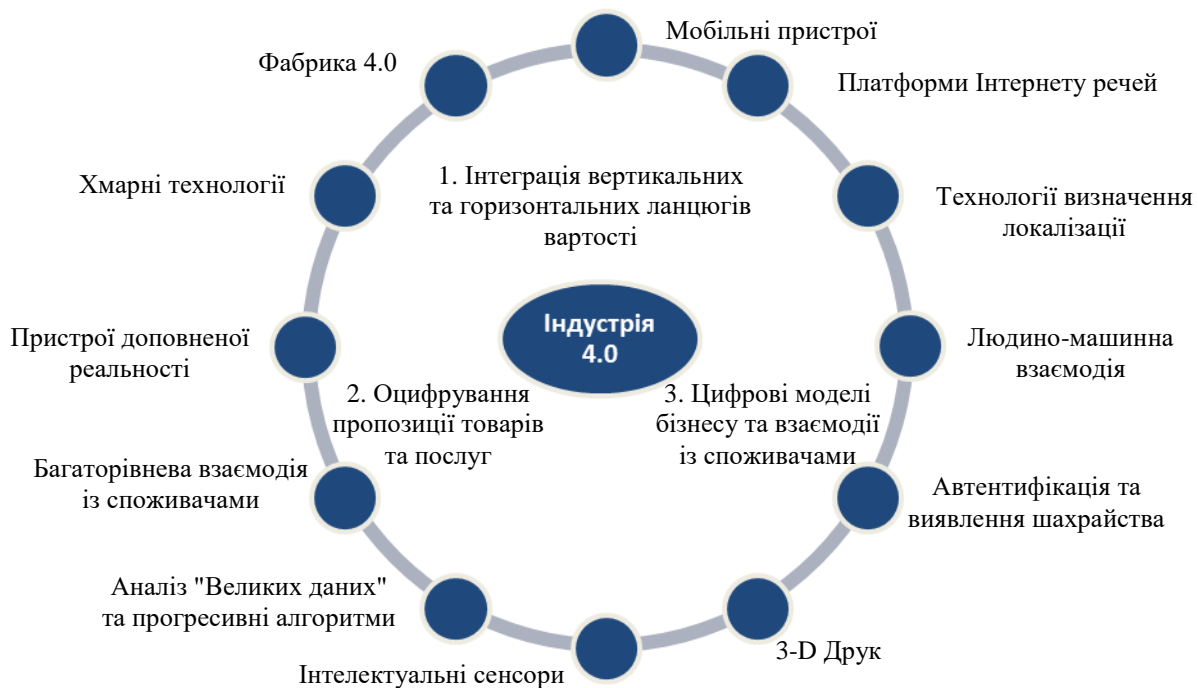 Мобільні пристрої
Фабрика 4.0
Платформи Інтернету речей
Хмарні технології
1. Інтеграція вертикальних
та горизонтальних ланцюгів
вартості
Технології визначення
локалізації
Індустрія
4.0
Пристрої доповненої
реальності
Людино-машинна
взаємодія
2. Оцифрування
пропозиції товарів
та послуг
3. Цифрові моделі
бізнесу та взаємодії
із споживачами
Багаторівнева взаємодія
із споживачами
Автентифікація та
виявлення шахрайства
Аналіз "Великих даних"
та прогресивні алгоритми
3-D Друк
Інтелектуальні сенсори